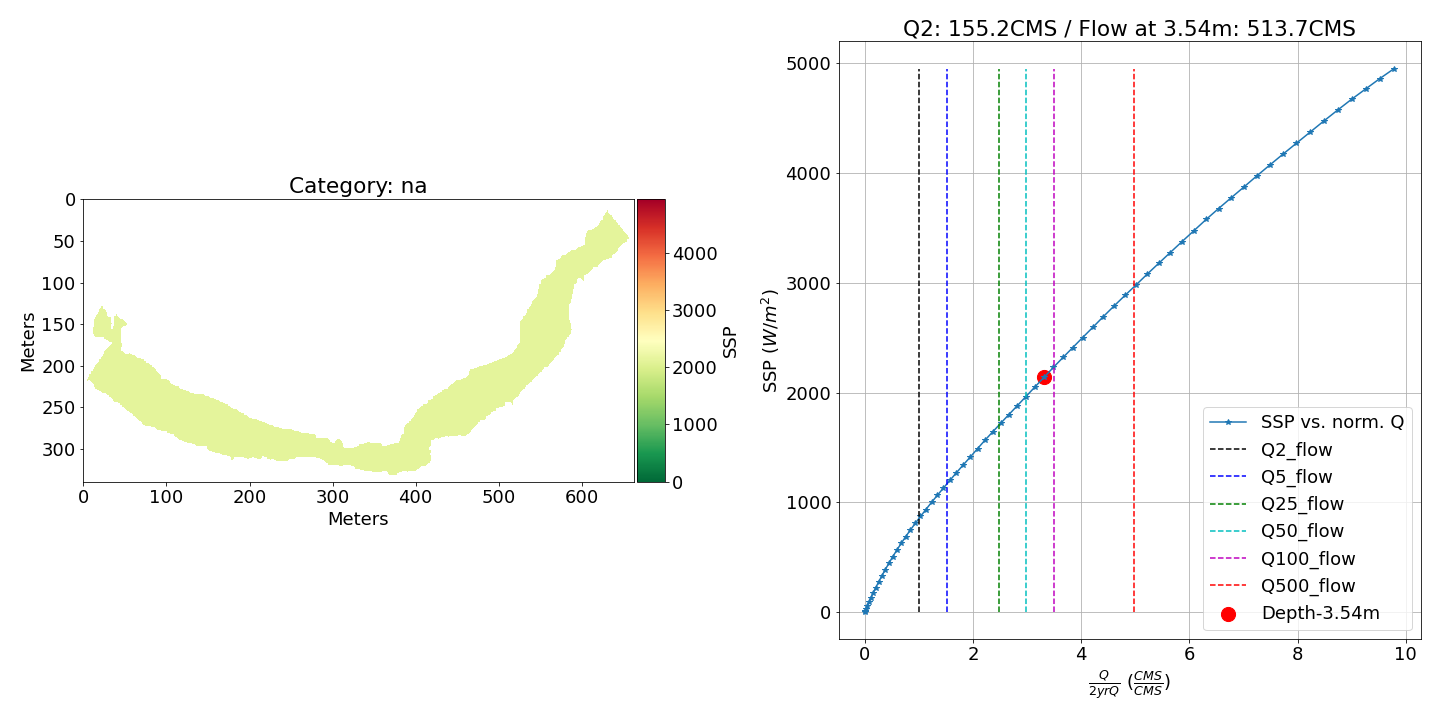 Category: na
0
50
100
150
200
250
300
Meters
0 100 200 300 400 500 600
Meters
4000
3000
2000
1000
0
SSP
Q2: 155.2CMS / Flow at 3.54m: 513.7CMS
5000
4000
3000
2000
1000
0
SSP (W/m²)
SSP vs. norm. Q
Q2_flow
Q5_flow
Q25_flow
Q50_flow
Q100_flow
Q500_flow
Depth-3.54m
0 2 4 6 8 10
Q/2yrQ (CMS/CMS)